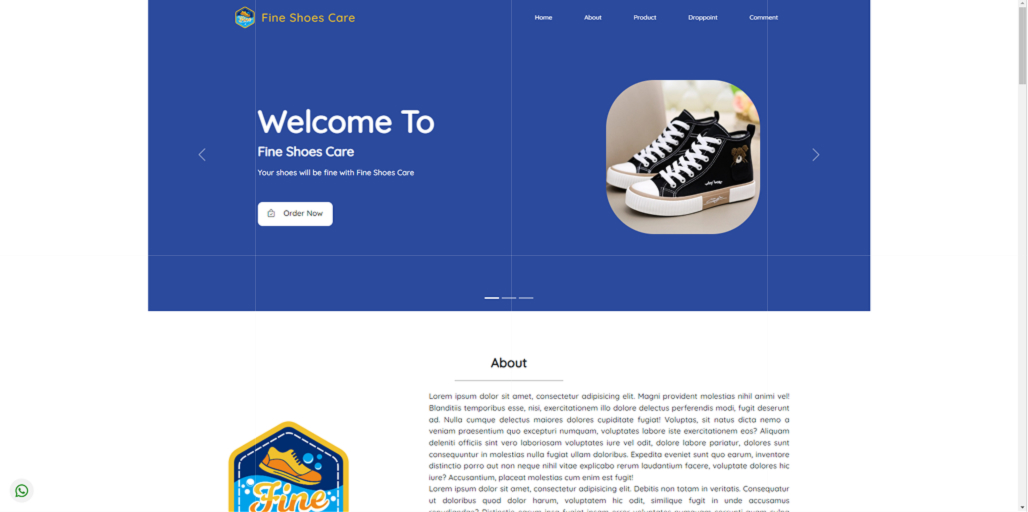 Fine Shoes Care
Home About Product Droppoint Comment
Welcome To
Fine Shoes Care
Your shoes will be fine with Fine Shoes Care
Order Now
About
Lorem ipsum dolor sit amet, consectetur adipisicing elit. Magni provident molestias nihil animi vel!
Blanditiis temporibus esse, nisi, exercitationem illo dolore delectus perferendis modi, fugit deserunt
ad. Nulla cumque delectus maiores dolores cupiditate fugiat! Voluptas, sit natus dicta nemo a
veniam praesentium quo excepturi numquam, voluptates labore iste exercitationem eos? Aliquam
deleniti officiis sint vero laboriosam voluptates iure vel odit, dolore labore pariatur, dolores sunt
consequuntur in molestias nulla fugiat ullam doloribus. Expedita eveniet sunt quo earum, inventore
distinctio porro aut non neque nihil vitae explicabo rerum laudantium facere, voluptate dolores hic
iure? Accusantium, placeat molestias cum enim est fugit!
Lorem ipsum dolor sit amet, consectetur adipisicing elit. Debitis non totam in veritatis. Consequatur
ut doloribus quod dolor harum, voluptatem hic odit, similique fugit in unde accusamus
Fine